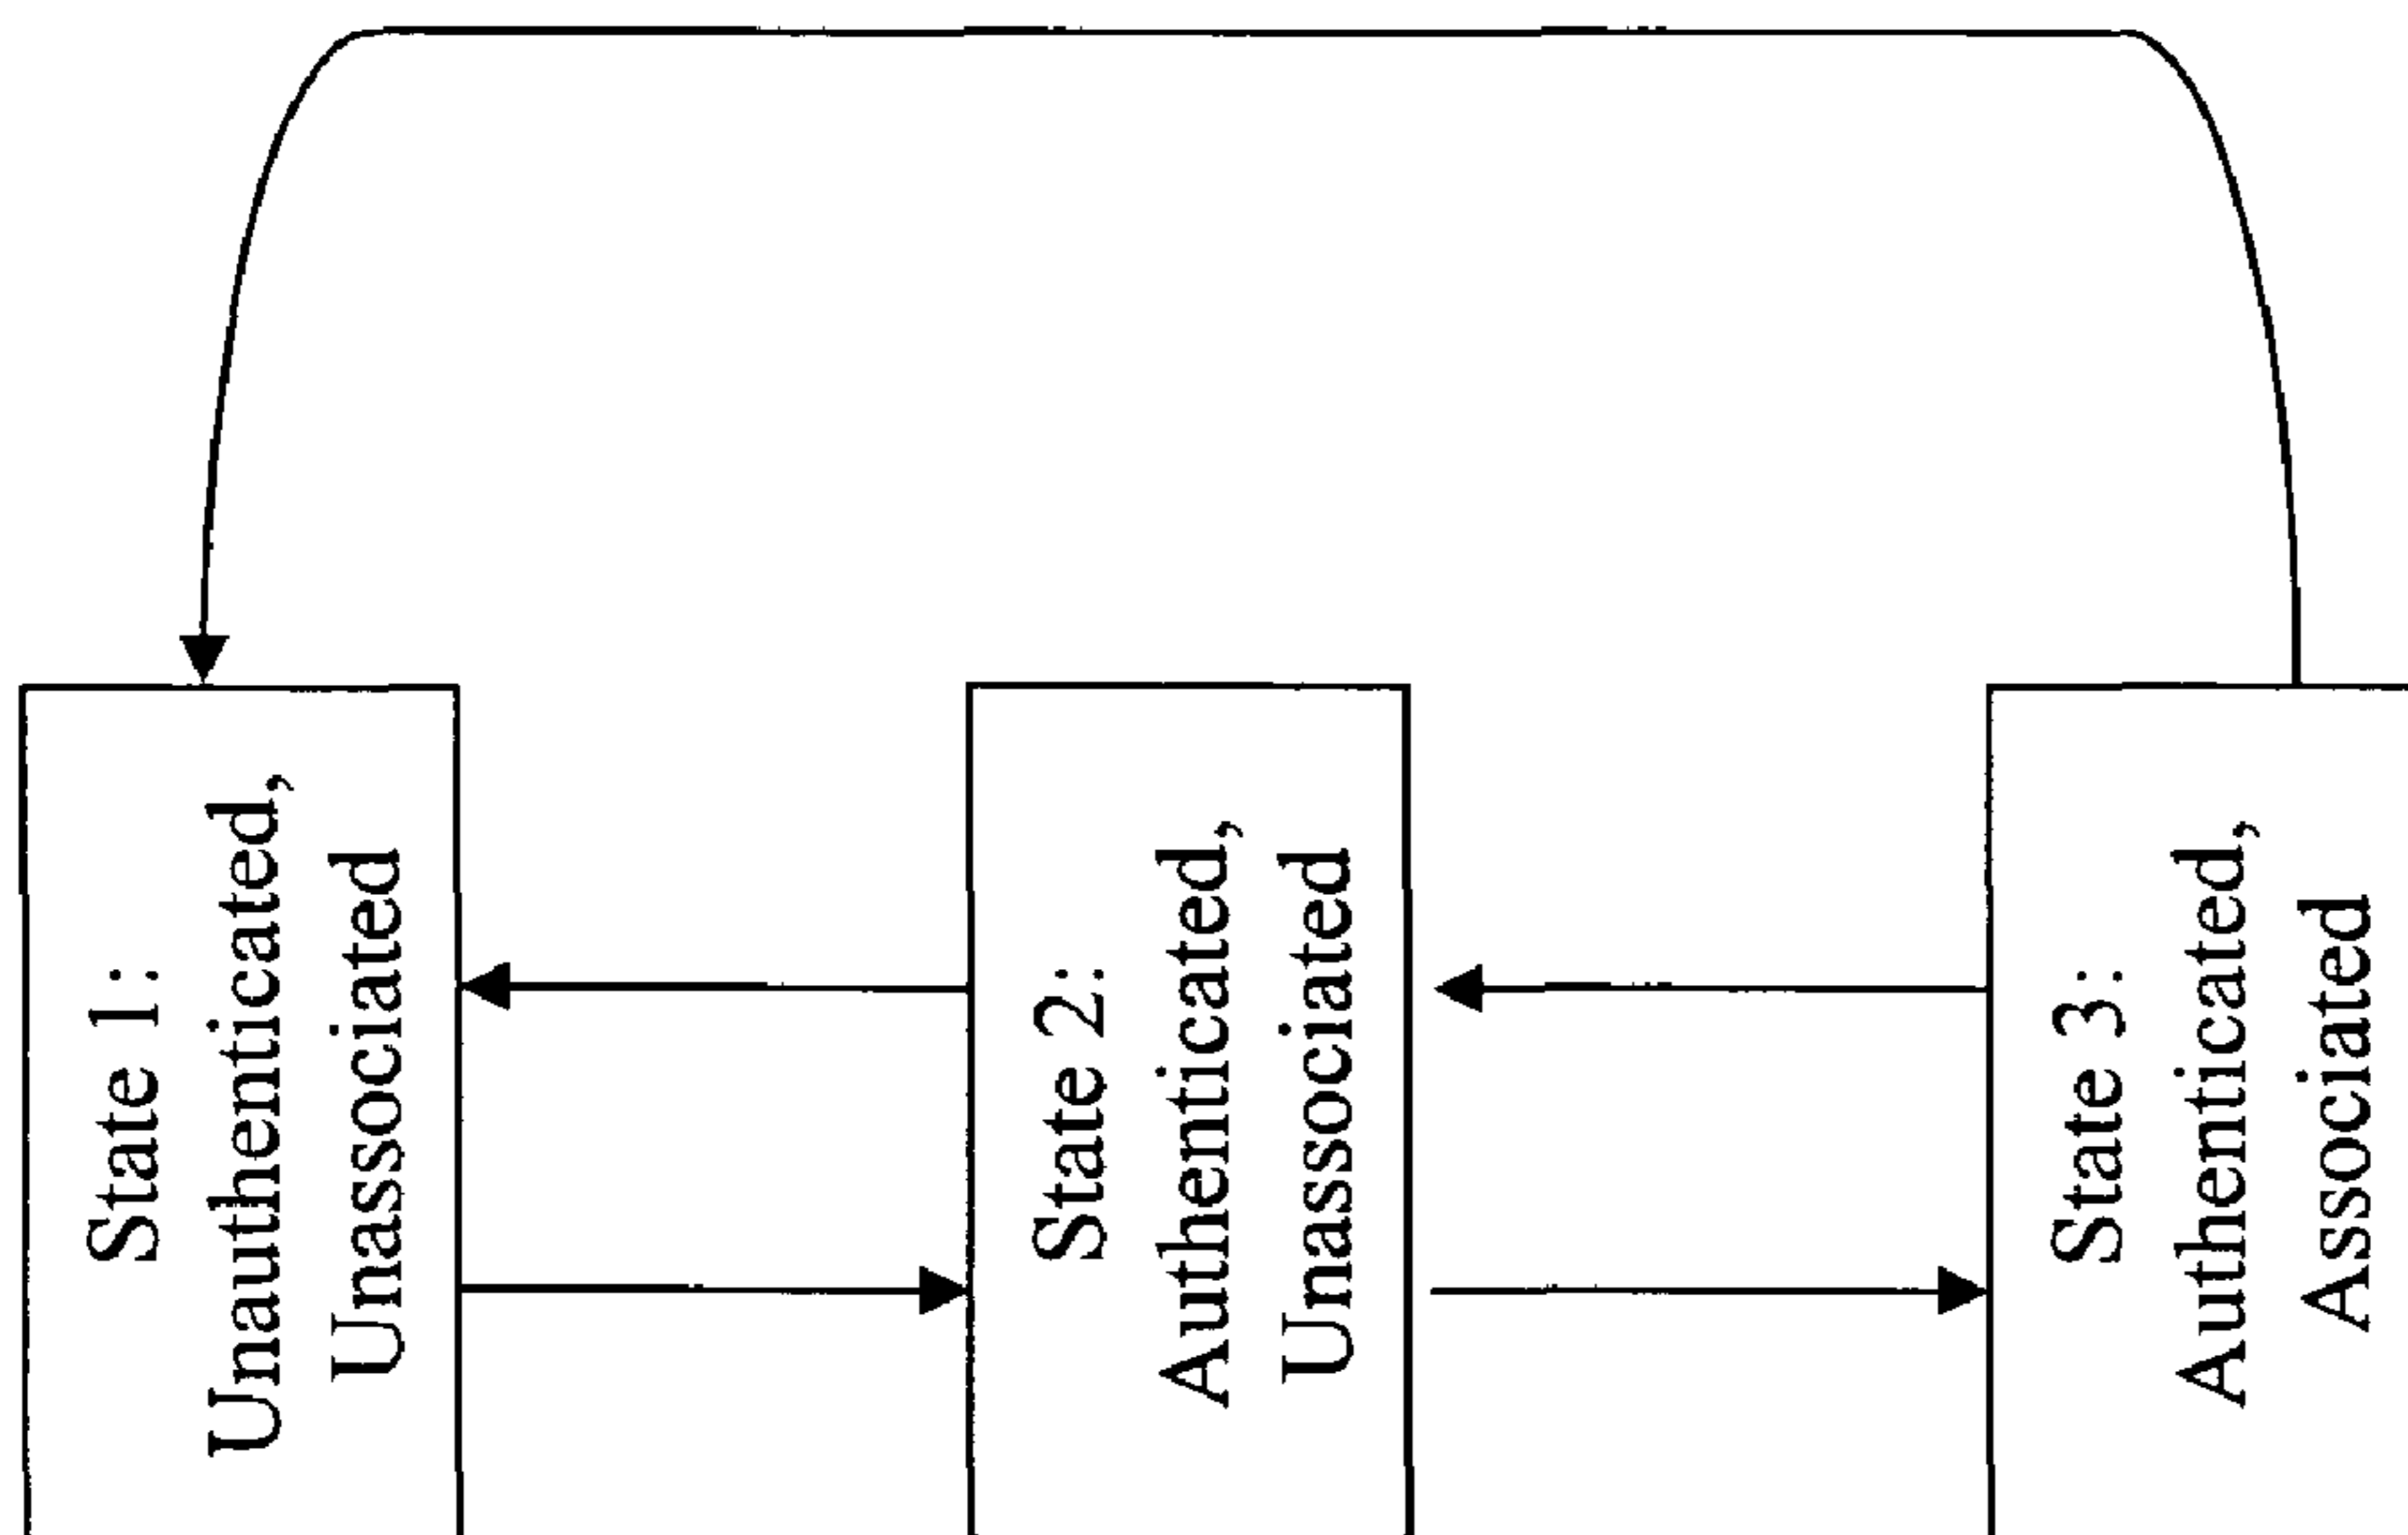 State 1:
Unauthenticated,
Unassociated
State 2:
Authenticated,
Unassociated
State 3:
Authenticated,
Associated